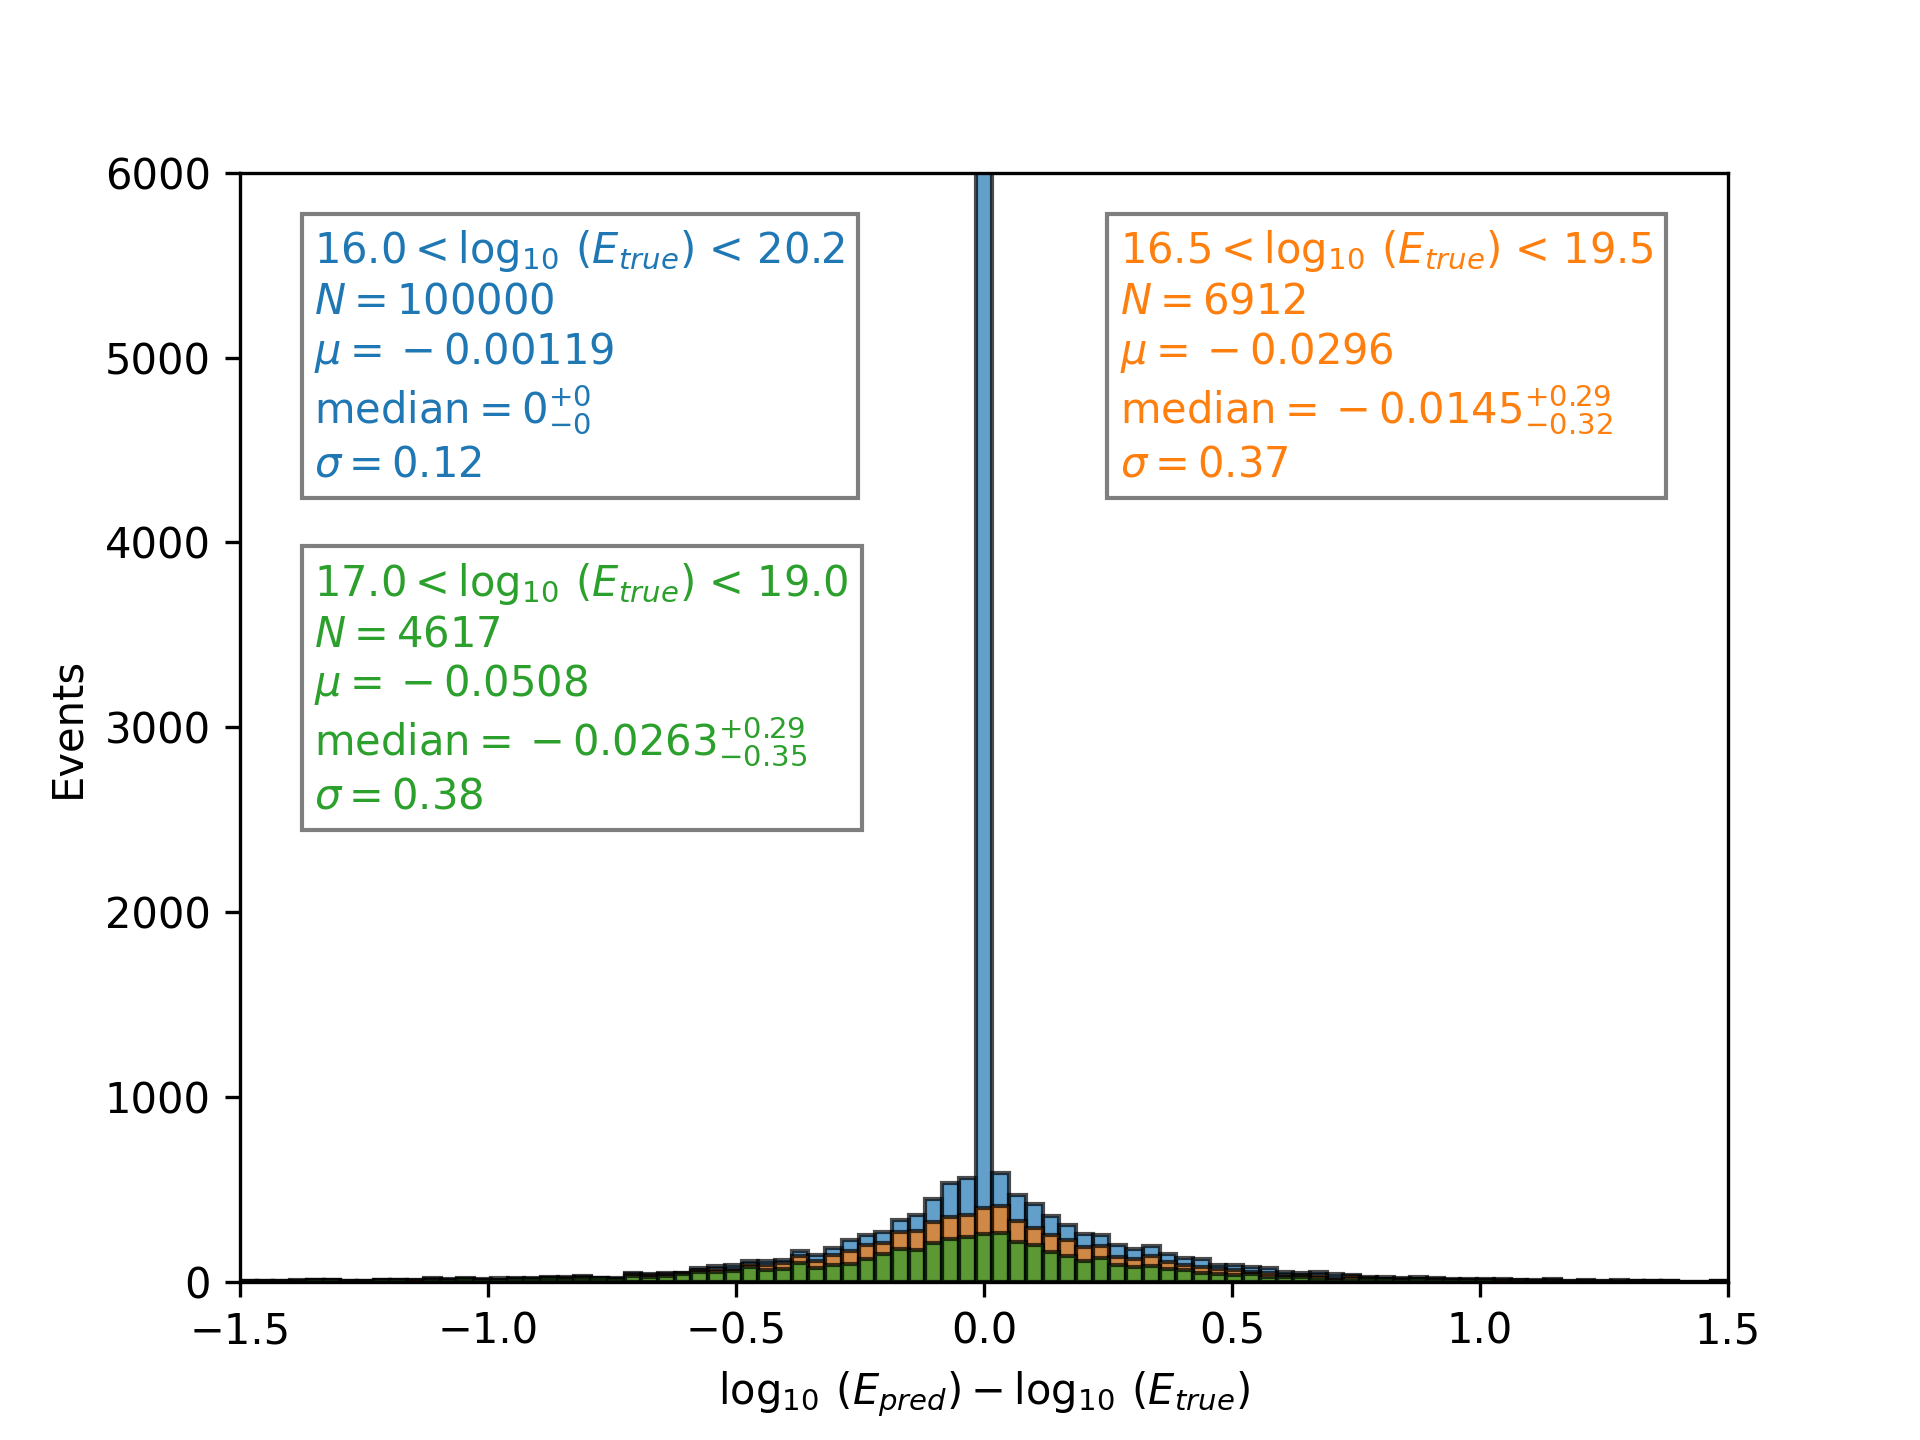 16.0 < log₁₀ (E_true) < 20.2
N = 100000
μ = −0.00119
median = 0⁺⁰₋₀
σ = 0.12
16.5 < log₁₀ (E_true) < 19.5
N = 6912
μ = −0.0296
median = −0.0145⁺⁰·²⁹₋₀.₃₂
σ = 0.37
17.0 < log₁₀ (E_true) < 19.0
N = 4617
μ = −0.0508
median = −0.0263⁺⁰·²⁹₋₀.₃₅
σ = 0.38
Events
6000
5000
4000
3000
2000
1000
0
−1.5 −1.0 −0.5 0.0 0.5 1.0 1.5
log₁₀ (E_pred) − log₁₀ (E_true)